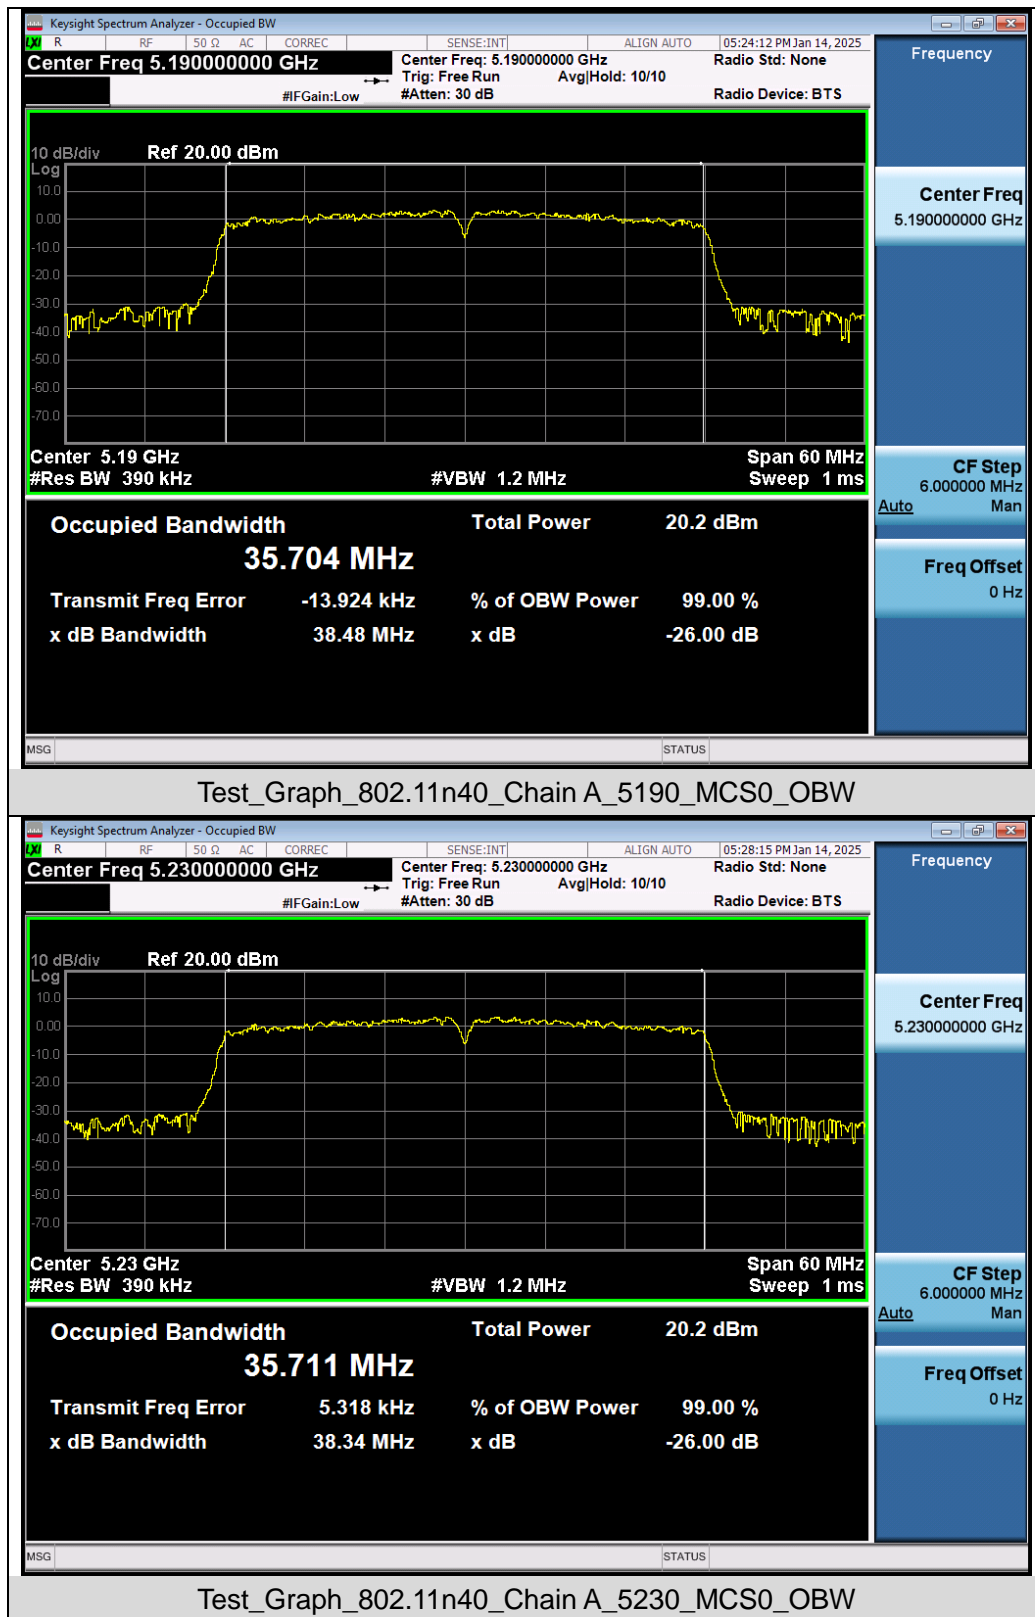 Keysight Spectrum Analyzer - Occupied BW
LXI R RF 50 Ω AC CORREC SENSE:INT ALIGN AUTO 05:24:12 PM Jan 14, 2025
Center Freq 5.190000000 GHz
Center Freq: 5.190000000 GHz
Radio Std: None
Trig: Free Run Avg|Hold: 10/10
#IFGain:Low
#Atten: 30 dB
Radio Device: BTS
10 dB/div Ref 20.00 dBm
Log
10.0
0.00
-10.0
-20.0
-30.0
-40.0
-50.0
-60.0
-70.0
Center 5.19 GHz Span 60 MHz
#Res BW 390 kHz #VBW 1.2 MHz Sweep 1 ms
Occupied Bandwidth Total Power 20.2 dBm
35.704 MHz
Transmit Freq Error -13.924 kHz % of OBW Power 99.00 %
x dB Bandwidth 38.48 MHz x dB -26.00 dB
MSG STATUS
Frequency
Center Freq
5.190000000 GHz
CF Step
6.000000 MHz
Auto Man
Freq Offset
0 Hz
Test_Graph_802.11n40_Chain A_5190_MCS0_OBW
Keysight Spectrum Analyzer - Occupied BW
LXI R RF 50 Ω AC CORREC SENSE:INT ALIGN AUTO 05:28:15 PM Jan 14, 2025
Center Freq 5.230000000 GHz
Center Freq: 5.230000000 GHz
Radio Std: None
Trig: Free Run Avg|Hold: 10/10
#IFGain:Low
#Atten: 30 dB
Radio Device: BTS
10 dB/div Ref 20.00 dBm
Log
10.0
0.00
-10.0
-20.0
-30.0
-40.0
-50.0
-60.0
-70.0
Center 5.23 GHz Span 60 MHz
#Res BW 390 kHz #VBW 1.2 MHz Sweep 1 ms
Occupied Bandwidth Total Power 20.2 dBm
35.711 MHz
Transmit Freq Error 5.318 kHz % of OBW Power 99.00 %
x dB Bandwidth 38.34 MHz x dB -26.00 dB
MSG STATUS
Frequency
Center Freq
5.230000000 GHz
CF Step
6.000000 MHz
Auto Man
Freq Offset
0 Hz
Test_Graph_802.11n40_Chain A_5230_MCS0_OBW